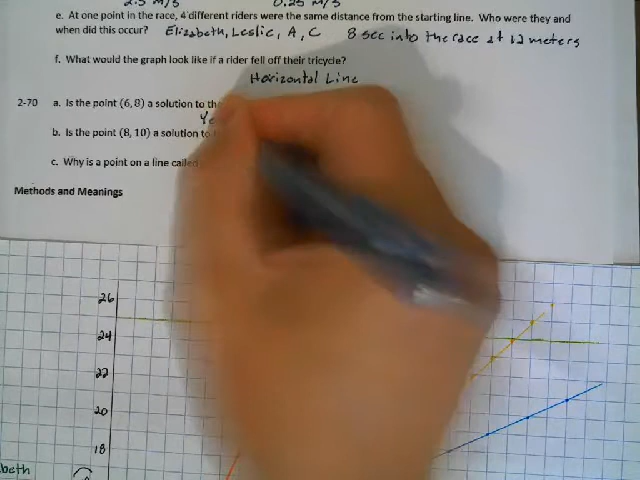 2.5 m/s 0.25 m/s
e. At one point in the race, 4 different riders were the same distance from the starting line. Who were they and
when did this occur? Elizabeth, Leslie, A, C 8 sec into the race at 12 meters
f. What would the graph look like if a rider fell off their tricycle?
Horizontal Line
2-70 a. Is the point (6,8) a solution to the
b. Is the point (8, 10) a solution to
c. Why is a point on a line called
Methods and Meanings
26
24
22
20
18
beth